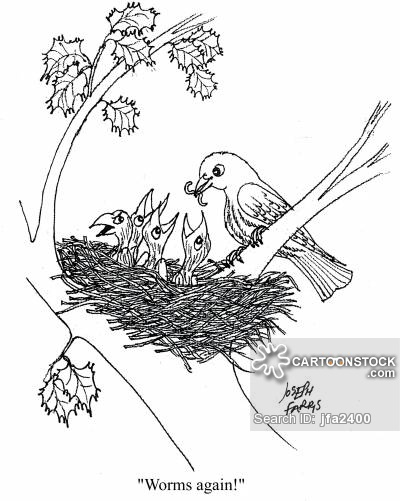 CARTOONSTOCK
.com
JOSEPH
FARRIS
Search ID: jfa2400
"Worms again!"